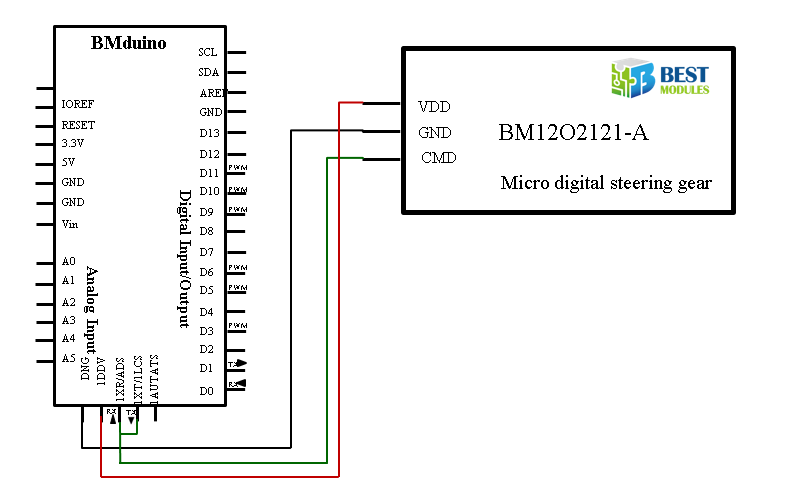 BMduino
SCL
SDA
AREF
GND
D13
D12
D11
PWM
D10
PWM
D9
PWM
D8
D7
D6
PWM
D5
PWM
D4
D3
PWM
D2
D1
TX
D0
RX
IOREF
RESET
3.3V
5V
GND
GND
Vin
A0
A1
A2
A3
A4
A5
Analog Input
Digital Input/Output
DNG
1DDV
1XR/ADS
1XT/1LCS
1AUTATS
RX
TX
VDD
GND
CMD
BEST
MODULES
BM12O2121-A
Micro digital steering gear